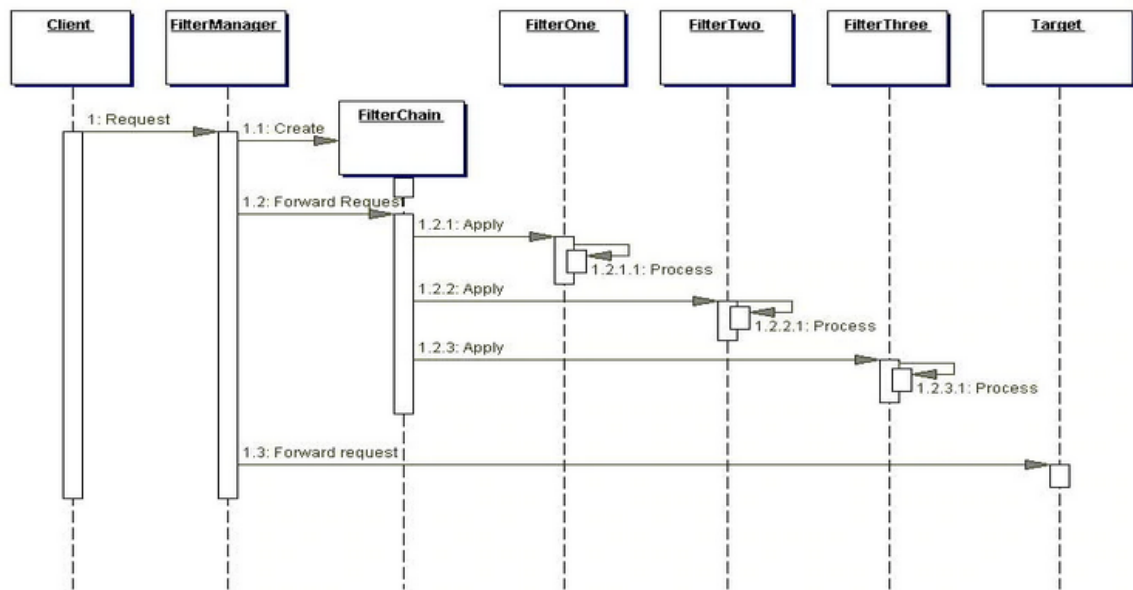 Client
FilterManager
FilterOne
FilterTwo
FilterThree
Target
FilterChain
1: Request
1.1: Create
1.2: Forward Request
1.2.1: Apply
1.2.1.1: Process
1.2.2: Apply
1.2.2.1: Process
1.2.3: Apply
1.2.3.1: Process
1.3: Forward request